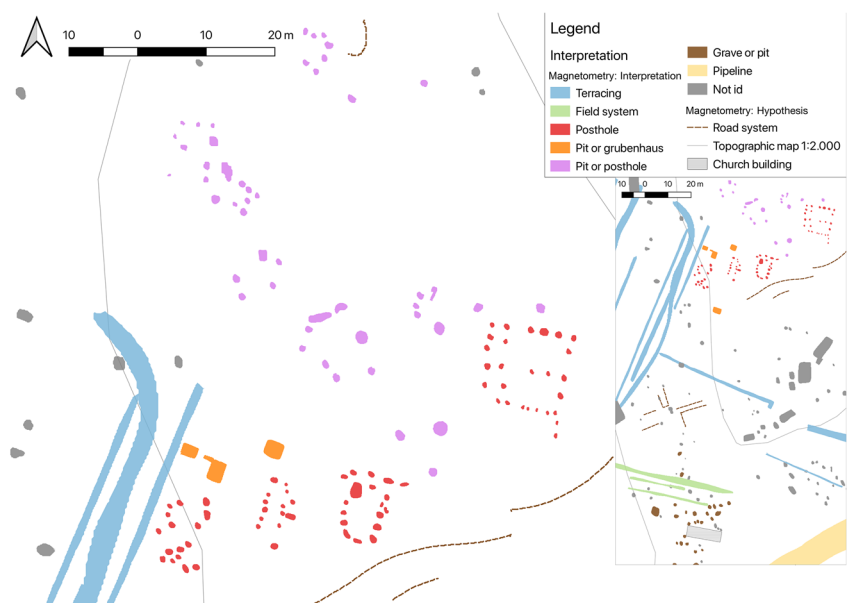 10 0 10 20 m
Legend
Interpretation
Magnetometry: Interpretation
Terracing
Field system
Posthole
Pit or grubenhaus
Pit or posthole
Grave or pit
Pipeline
Not id
Magnetometry: Hypothesis
Road system
Topographic map 1:2.000
Church building
10 0 10 20 m